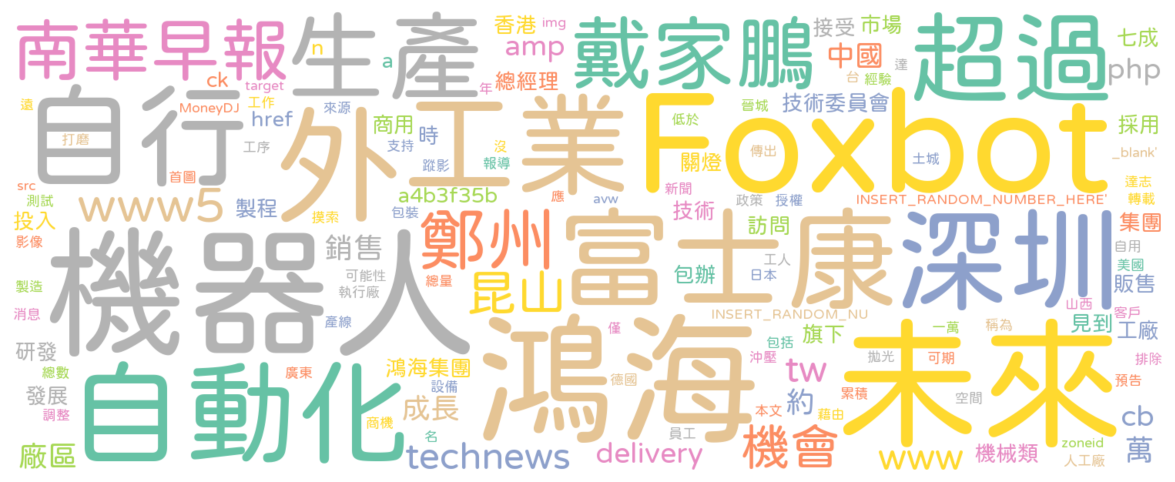 南華早報
生產
n
香港
img
amp
戴家鵬
接受
市場
中國
超過
七成
php
ck
target
a
年
總經理
台
經驗
達
遠
MoneyDJ
工作
href
來源
技術委員會
自行
打磨
工序
外
工業
商用
支持
時
蹤影
沒
報導
Foxbot
低於
晉城
關燈
傳出
土城
採用
_blank'
src
首圖
測試
投入
影像
www5
製程
摸索
包裝
a4b3f35b
應
avw
新聞
技術
政策
授權
INSERT_RANDOM_NUMBER_HERE'
達志
轉載
集團
機器人
銷售
可能性
執行廠
鄭州
總量
昆山
富士康
包辦
訪問
工人
日本
深圳
自用
美國
販售
製造
消息
產線
INSERT_RANDOM_NU
山西
客戶
見到
工廠
研發
總數
發展
調整
廠區
自動化
廣東
鴻海集團
設備
成長
商機
名
technews
鴻海
僅
德國
員工
delivery
旗下
包括
沖壓
tw
約
本文
藉由
累積
機會
拋光
一萬
稱為
可期
空間
未來
排除
預告
cb
萬
www
機械類
zoneid
人工廠